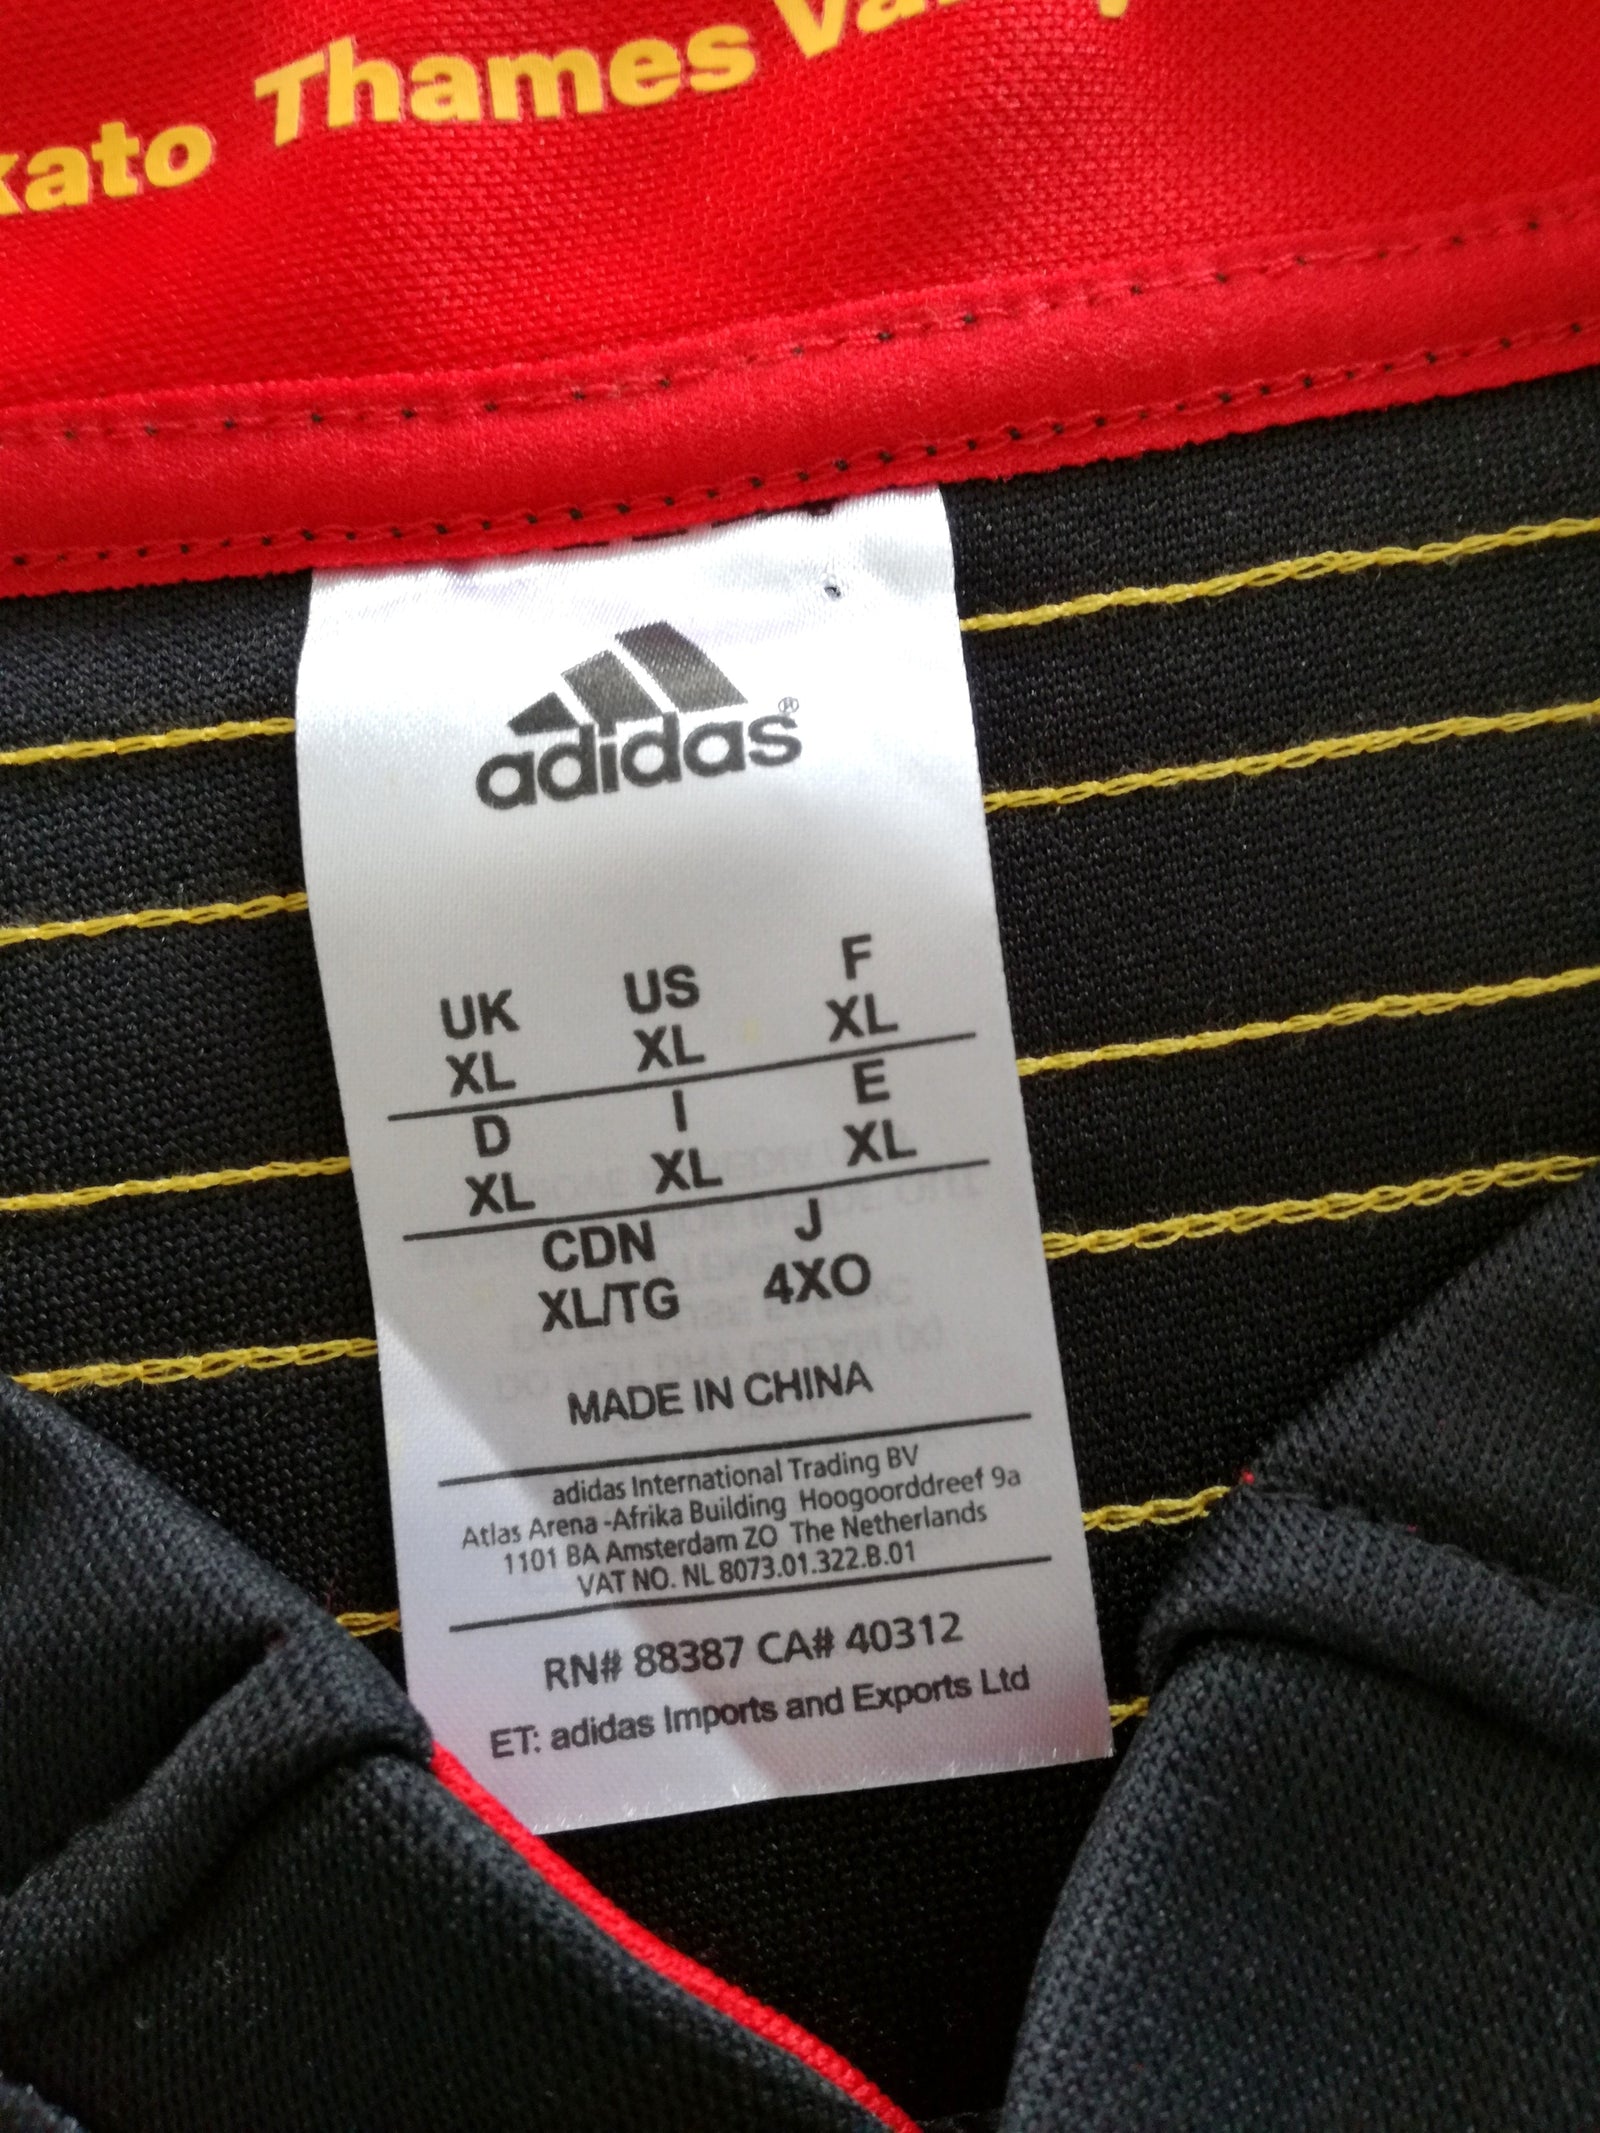 kato Thames Valley
adidas®
UK US F
XL XL XL
D I E
XL XL XL
CDN J
XL/TG 4XO
MADE IN CHINA
adidas International Trading BV
Atlas Arena -Afrika Building Hoogoorddreef 9a
1101 BA Amsterdam ZO The Netherlands
VAT NO. NL 8073.01.322.B.01
RN# 88387 CA# 40312
ET: adidas Imports and Exports Ltd